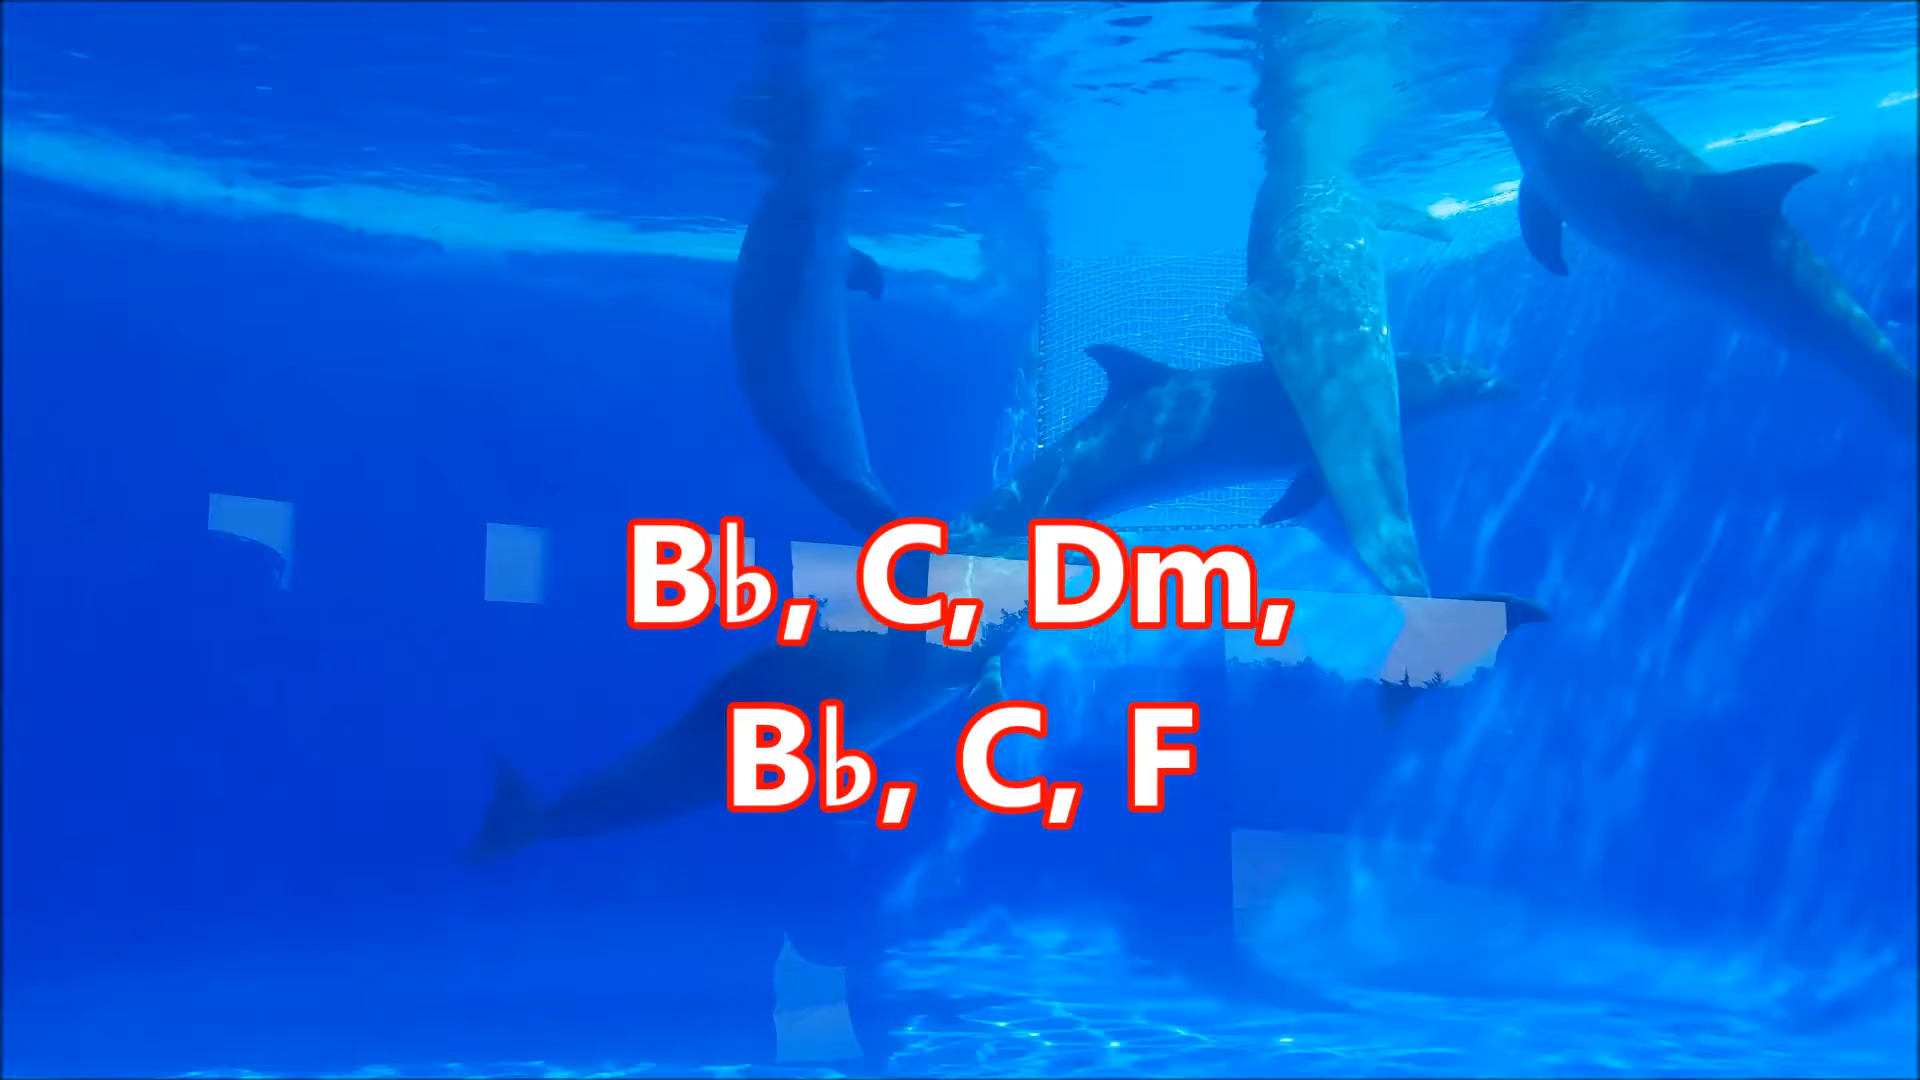 B♭, C, Dm,
B♭, C, F